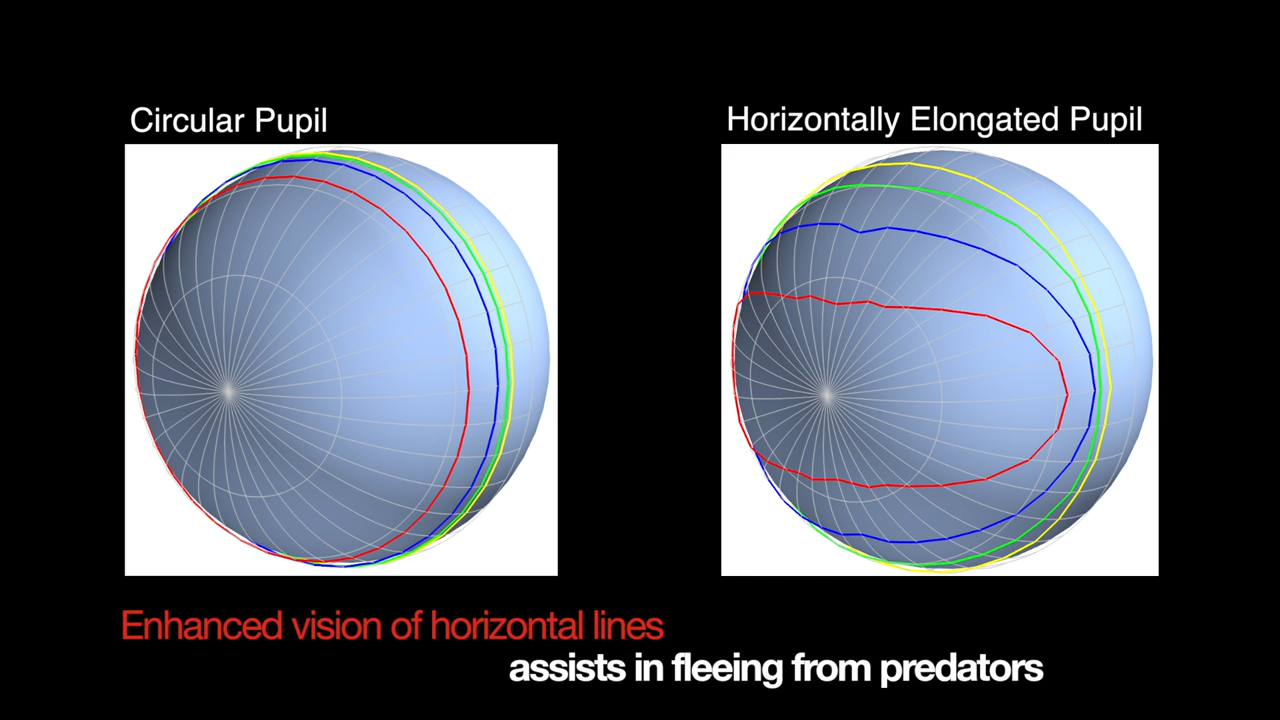 Circular Pupil
Horizontally Elongated Pupil
Enhanced vision of horizontal lines
assists in fleeing from predators